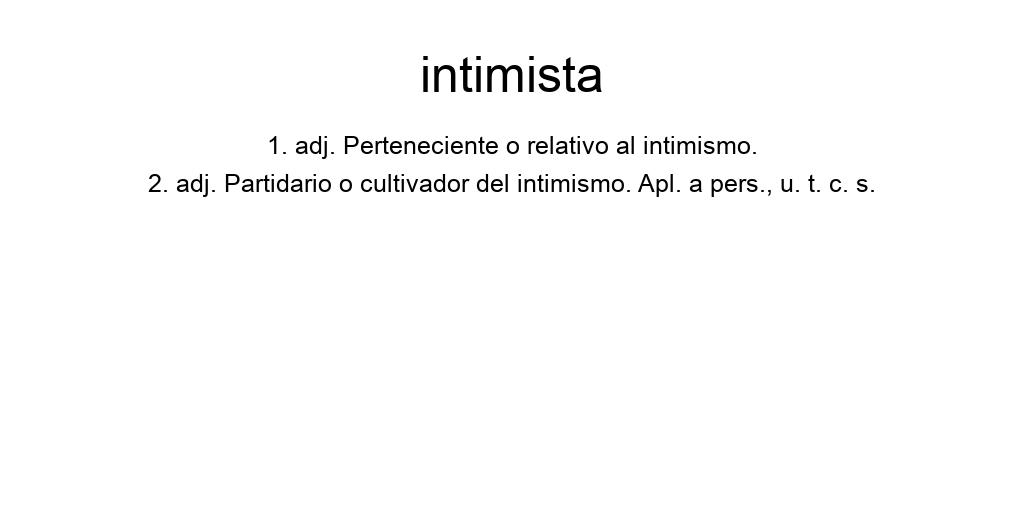 intimista
1. adj. Perteneciente o relativo al intimismo.
2. adj. Partidario o cultivador del intimismo. Apl. a pers., u. t. c. s.